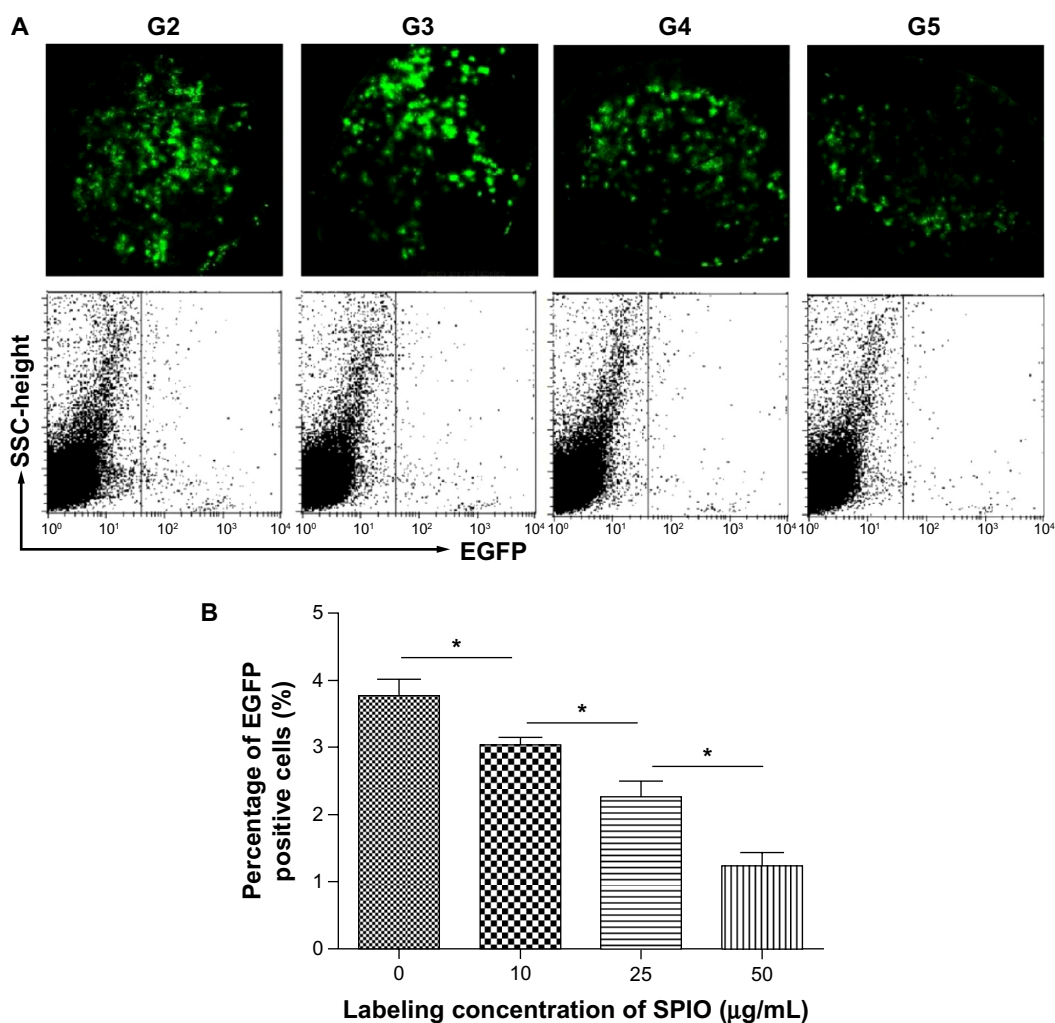 A
G2 G3 G4 G5
SSC-height
10⁰ 10¹ 10² 10³ 10⁴ 10⁰ 10¹ 10² 10³ 10⁴ 10⁰ 10¹ 10² 10³ 10⁴ 10⁰ 10¹ 10² 10³ 10⁴
EGFP
B
Percentage of EGFP
positive cells (%)
5
4
3
2
1
0
*
*
*
0 10 25 50
Labeling concentration of SPIO (μg/mL)